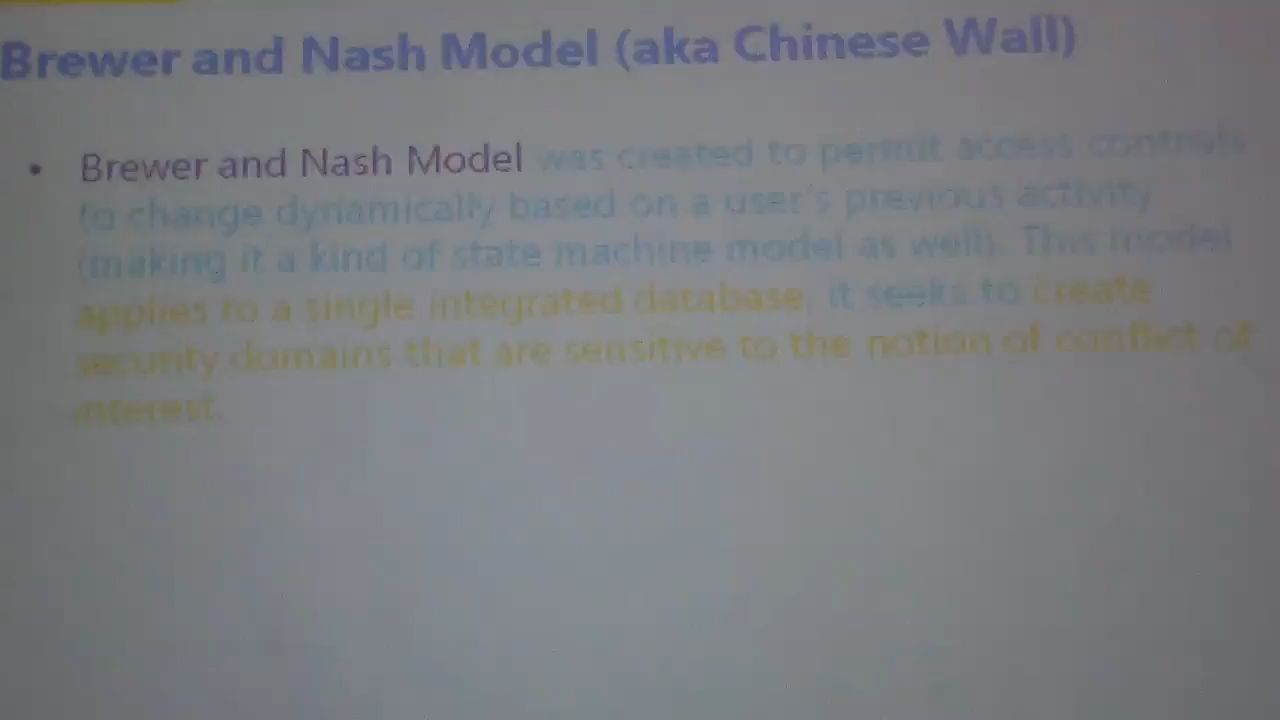 Brewer and Nash Model (aka Chinese Wall)
• Brewer and Nash Model was created to permit access controls
to change dynamically based on a user's previous activity
(making it a kind of state machine model as well). This model
applies to a single integrated database; it seeks to create
security domains that are sensitive to the notion of conflict of
interest.